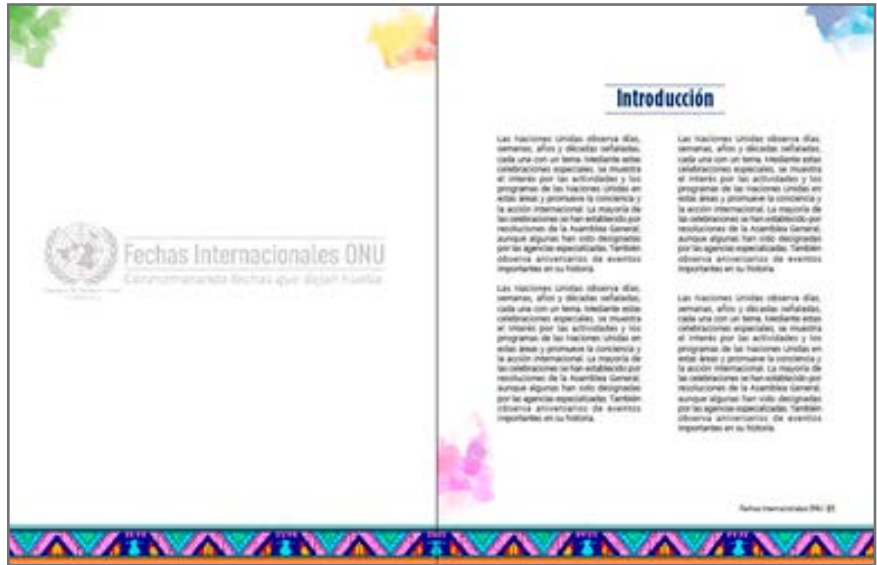 Fechas Internacionales ONU
Conmemorando fechas que dejan huella
Introducción
Las Naciones Unidas observa días,
semanas, años y décadas señaladas,
cada una con un tema. Mediante estas
celebraciones especiales, se muestra
el interés por las actividades y los
programas de las Naciones Unidas en
estas áreas y promueve la conciencia y
la acción internacional. La mayoría de
las celebraciones se han establecido por
resoluciones de la Asamblea General,
aunque algunas han sido designadas
por las agencias especializadas. También
observa aniversarios de eventos
importantes en su historia.
Las Naciones Unidas observa días,
semanas, años y décadas señaladas,
cada una con un tema. Mediante estas
celebraciones especiales, se muestra
el interés por las actividades y los
programas de las Naciones Unidas en
estas áreas y promueve la conciencia y
la acción internacional. La mayoría de
las celebraciones se han establecido por
resoluciones de la Asamblea General,
aunque algunas han sido designadas
por las agencias especializadas. También
observa aniversarios de eventos
importantes en su historia.
Las Naciones Unidas observa días,
semanas, años y décadas señaladas,
cada una con un tema. Mediante estas
celebraciones especiales, se muestra
el interés por las actividades y los
programas de las Naciones Unidas en
estas áreas y promueve la conciencia y
la acción internacional. La mayoría de
las celebraciones se han establecido por
resoluciones de la Asamblea General,
aunque algunas han sido designadas
por las agencias especializadas. También
observa aniversarios de eventos
importantes en su historia.
Las Naciones Unidas observa días,
semanas, años y décadas señaladas,
cada una con un tema. Mediante estas
celebraciones especiales, se muestra
el interés por las actividades y los
programas de las Naciones Unidas en
estas áreas y promueve la conciencia y
la acción internacional. La mayoría de
las celebraciones se han establecido por
resoluciones de la Asamblea General,
aunque algunas han sido designadas
por las agencias especializadas. También
observa aniversarios de eventos
importantes en su historia.
Fechas Internacionales ONU